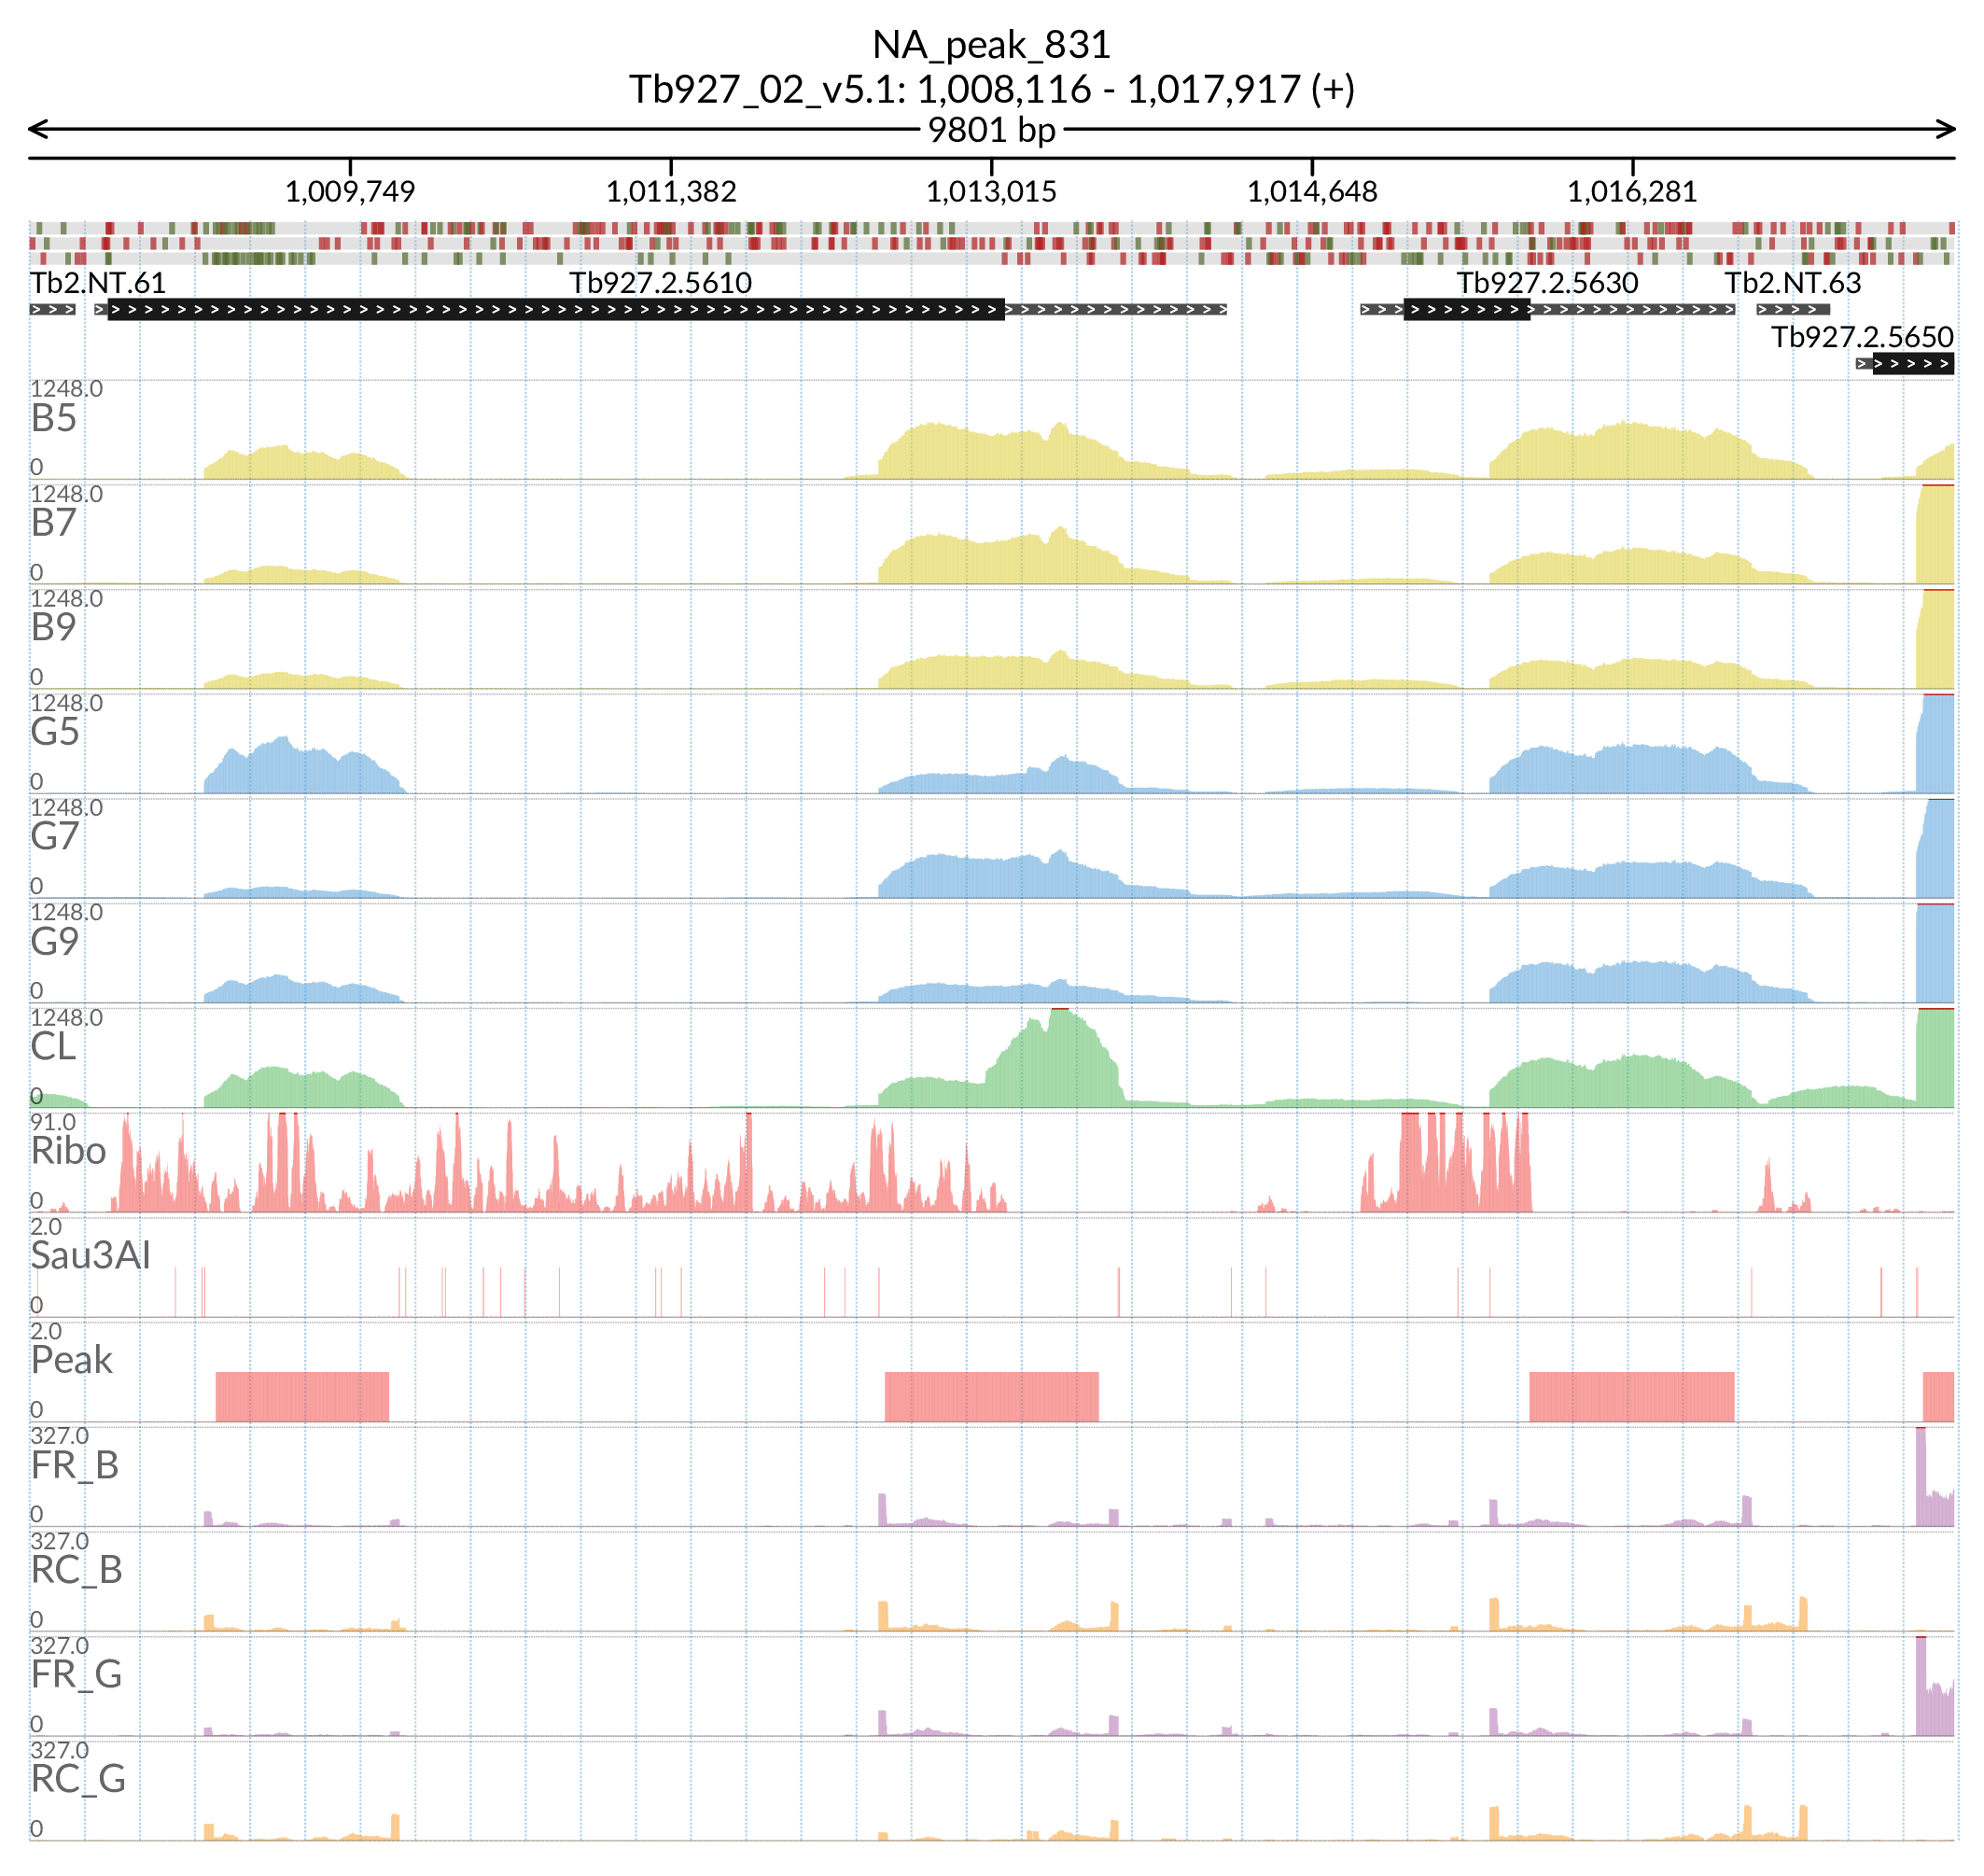 NA_peak_831
Tb927_02_v5.1: 1,008,116 - 1,017,917 (+)
9801 bp
1,009,749 1,011,382 1,013,015 1,014,648 1,016,281
Tb2.NT.61 Tb927.2.5610 Tb927.2.5630 Tb2.NT.63
Tb927.2.5650
1248.0
B5
0
1248.0
B7
0
1248.0
B9
0
1248.0
G5
0
1248.0
G7
0
1248.0
G9
0
1248.0
CL
0
91.0
Ribo
0
2.0
Sau3AI
0
2.0
Peak
0
327.0
FR_B
0
327.0
RC_B
0
327.0
FR_G
0
327.0
RC_G
0